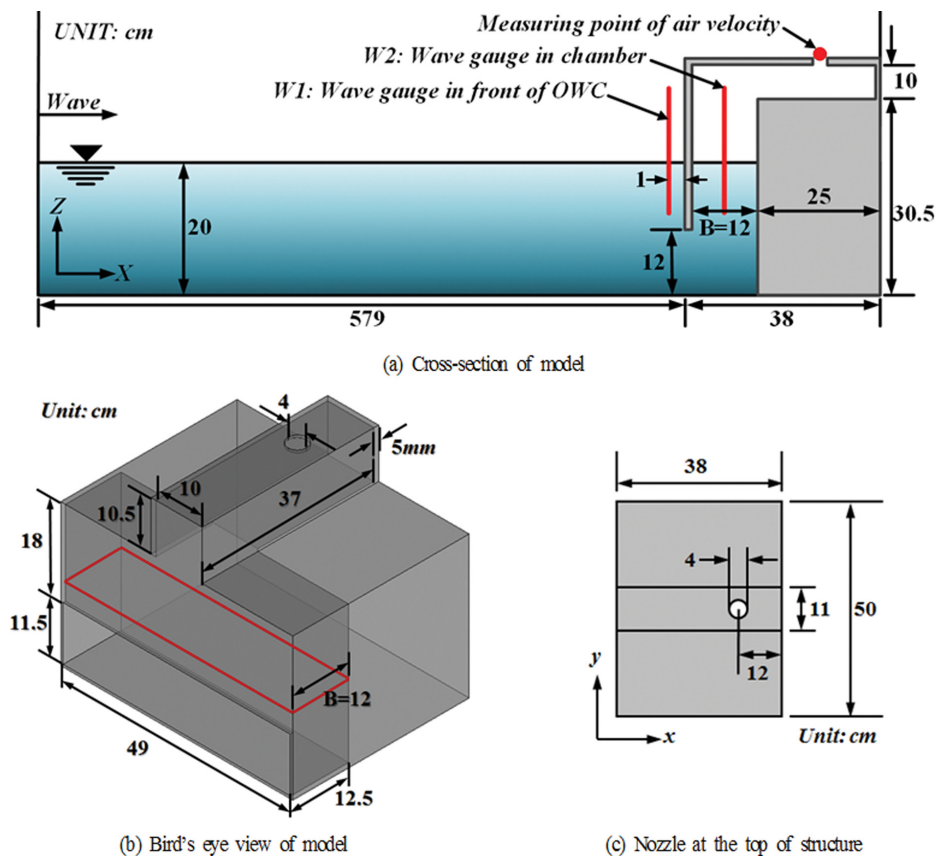 UNIT: cm
Measuring point of air velocity
W2: Wave gauge in chamber
W1: Wave gauge in front of OWC
Wave
10
1
25
30.5
Z
20
B=12
X
12
579
38
(a) Cross-section of model
Unit: cm
4
5mm
10
37
10.5
18
11.5
B=12
49
12.5
(b) Bird's eye view of model
38
4
11
50
12
y
x
Unit: cm
(c) Nozzle at the top of structure